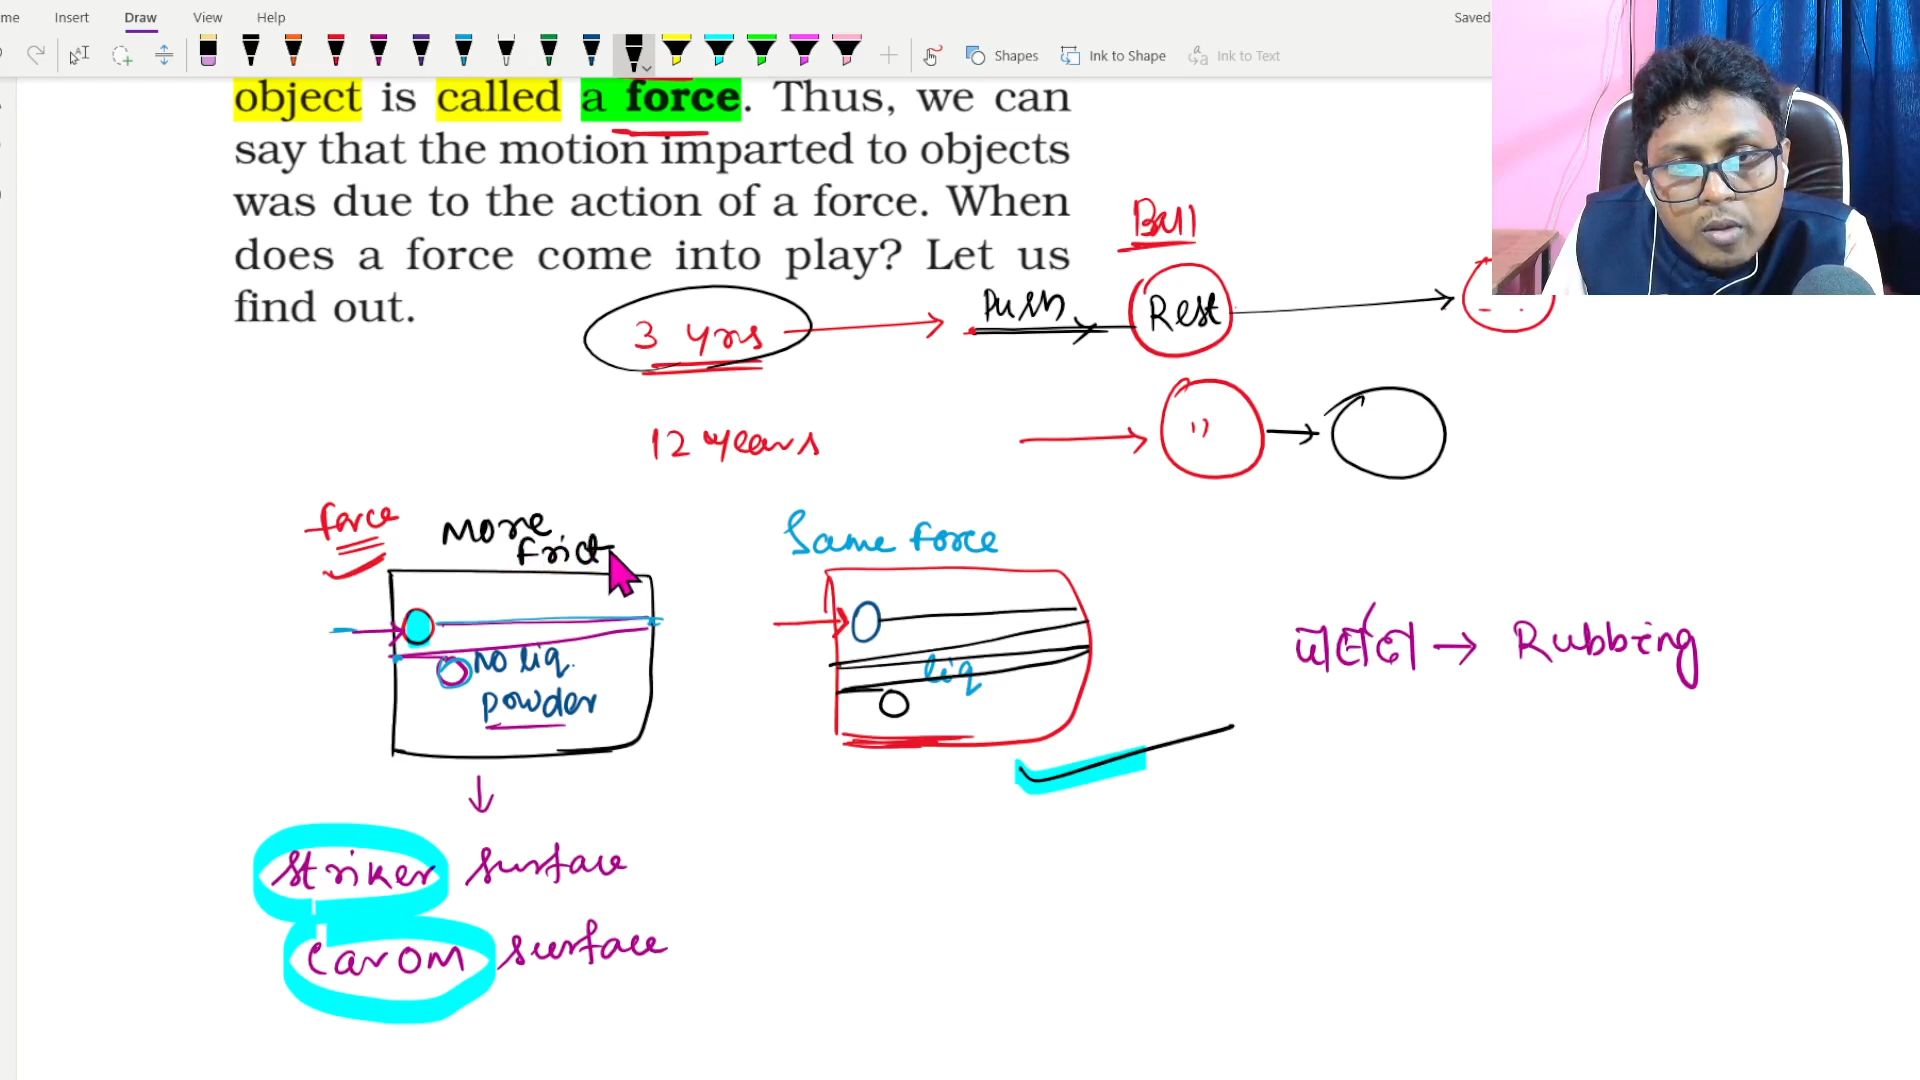 me Insert Draw View Help Saved
Shapes Ink to Shape Ink to Text
object is called a force. Thus, we can
say that the motion imparted to objects
was due to the action of a force. When
does a force come into play? Let us
find out.
Ball
3 yrs
Push
Rest
12 years
force
More
Frict
Same force
No liq.
powder
liq
ঘর্ষণ → Rubbing
Striker surface
Carom surface